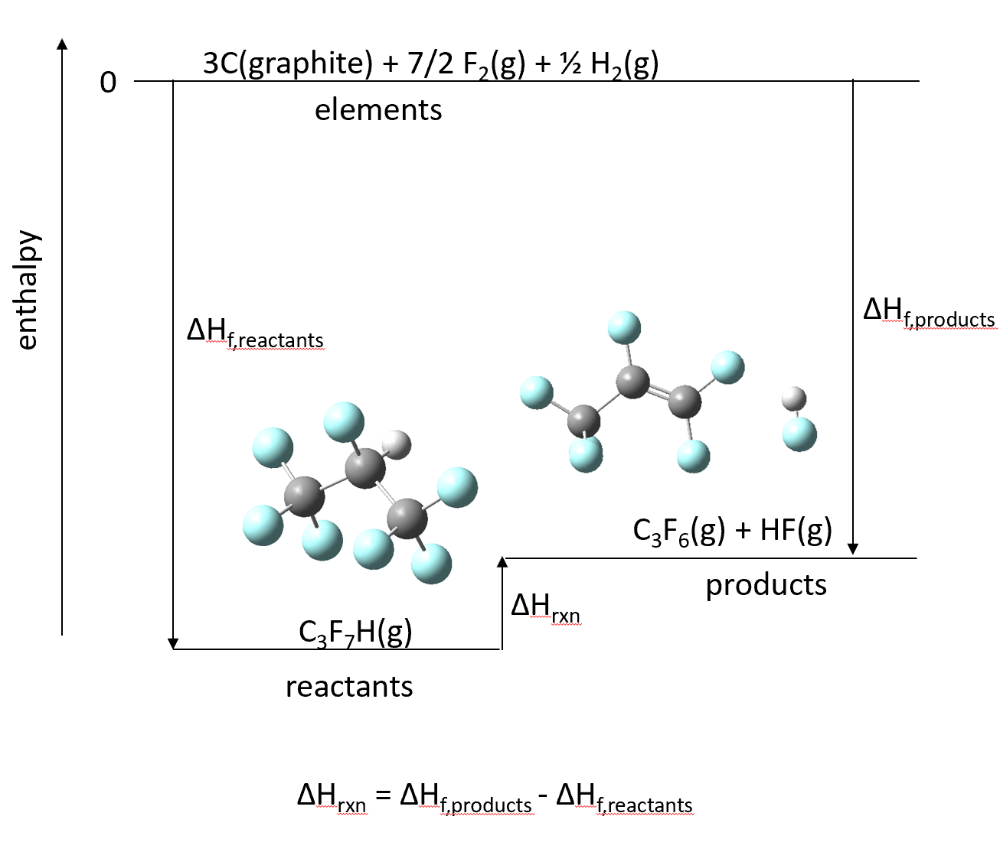 3C(graphite) + 7/2 F₂(g) + ½ H₂(g)
0
elements
enthalpy
ΔHf,reactants
ΔHf,products
C₃F₆(g) + HF(g)
products
ΔHrxn
C₃F₇H(g)
reactants
ΔHrxn = ΔHf,products - ΔHf,reactants